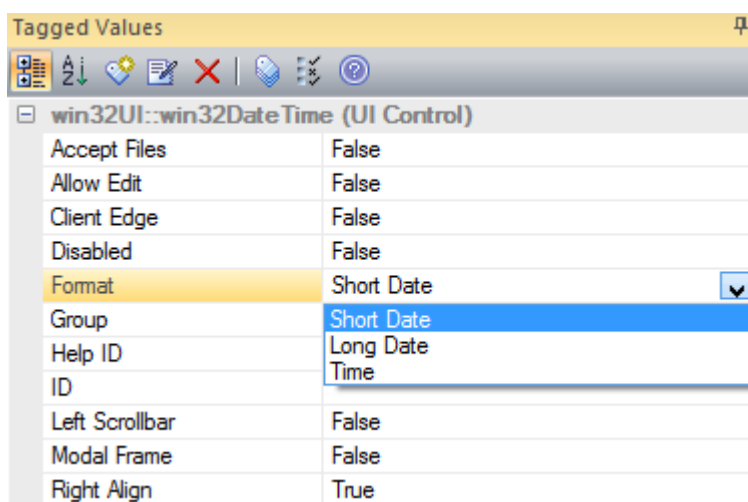 Tagged Values
win32UI::win32DateTime (UI Control)
Accept Files False
Allow Edit False
Client Edge False
Disabled False
Format Short Date
Group Short Date
Help ID Long Date
Time
ID
Left Scrollbar False
Modal Frame False
Right Align True